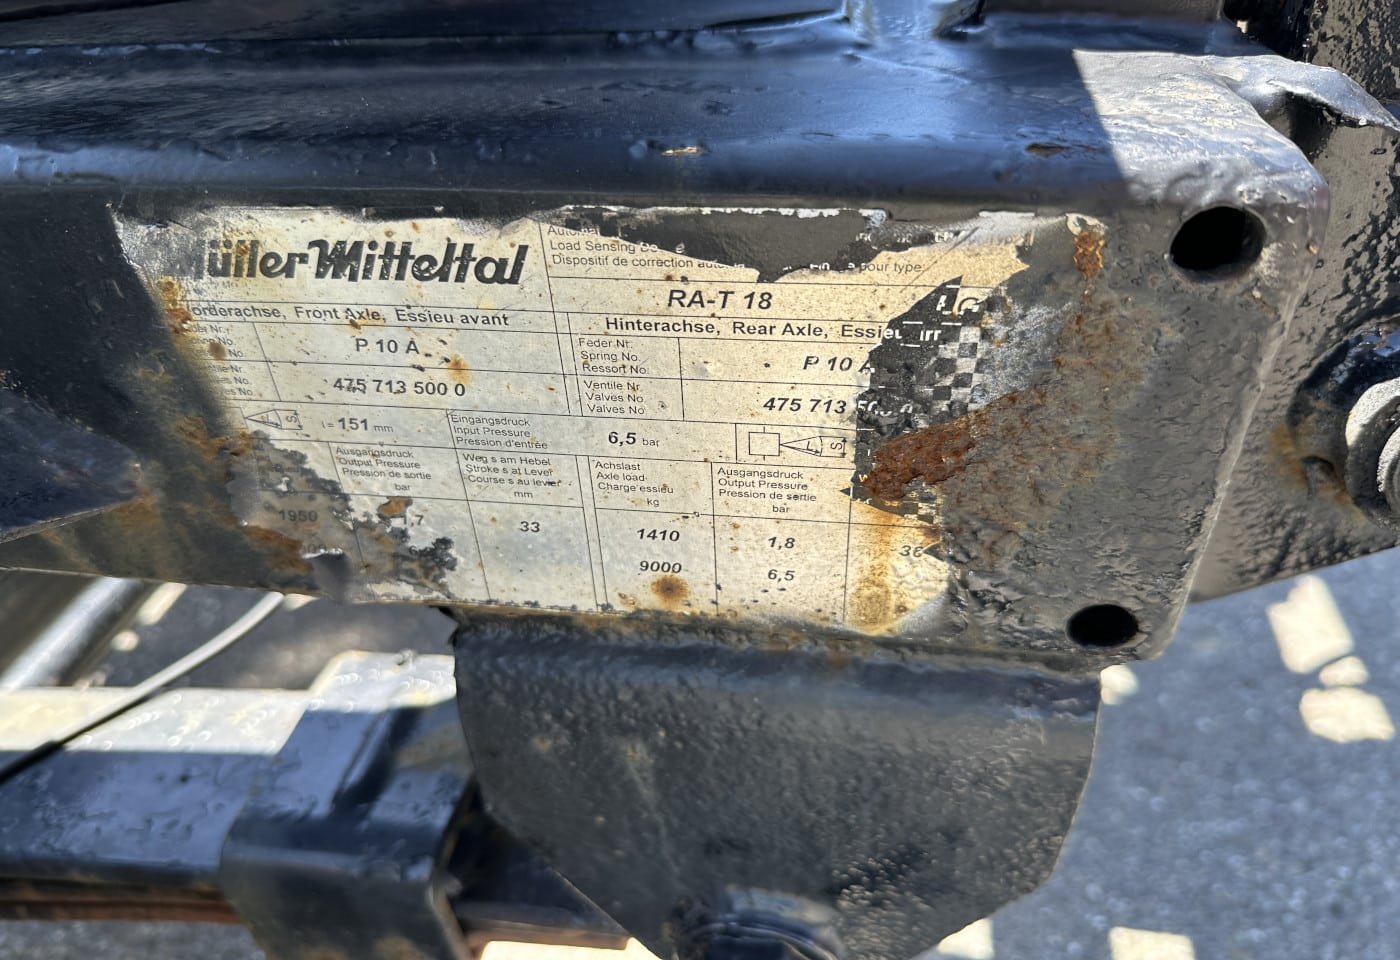 Müller Mitteltal
Load Sensing
Dispositif de correction pour type:
RA-T 18
orderachse, Front Axle, Essieu avant
P 10 A
475 713 500 0
l = 151 mm
Eingangsdruck
Input Pressure
Pression d'entrée
6,5 bar
Hinterachse, Rear Axle,
Feder Nr.
Spring No.
Ressort No.
P 10 A
Ventile Nr.
Valves No.
Valves No.
475 713
S
1950
Ausgangsdruck
Output Pressure
Pression de sortie
bar
1,7
Weg s am Hebel
Stroke s at Lever
Course s au levier
mm
33
Achslast
Axle load
Charge essieu
kg
1410
9000
Ausgangsdruck
Output Pressure
Pression de sortie
bar
1,8
6,5